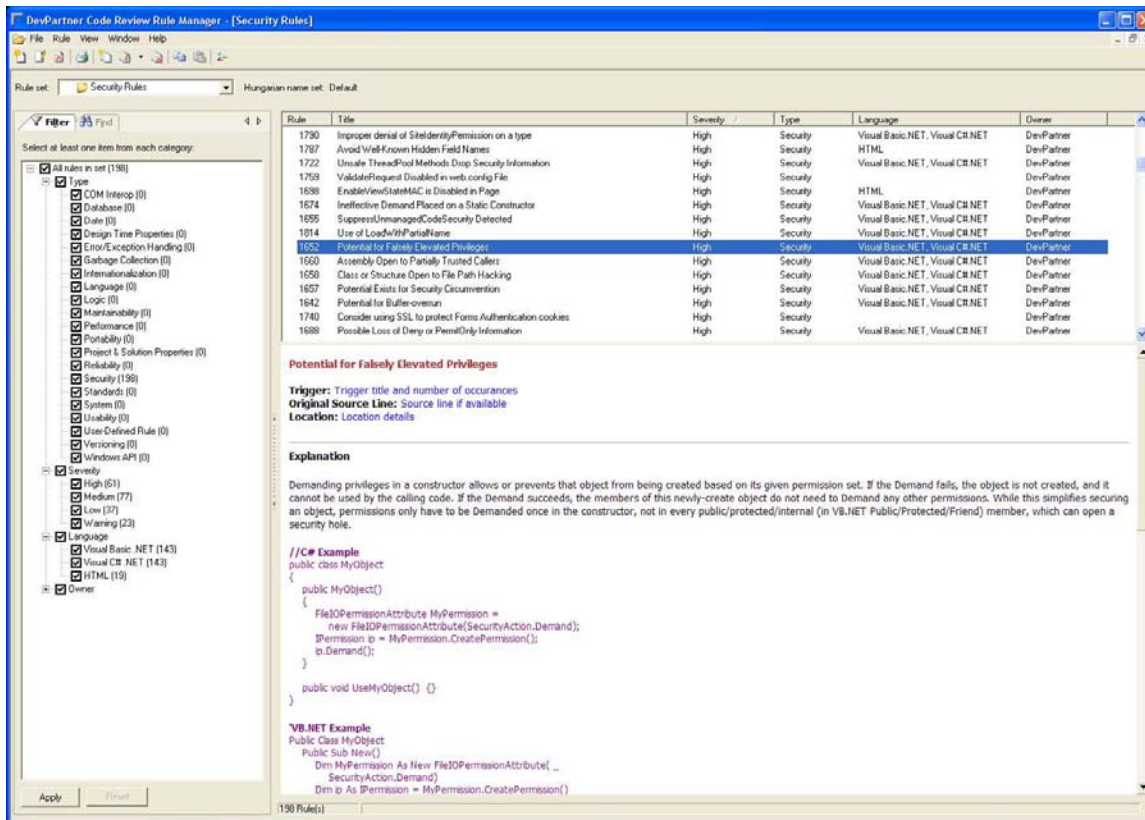 DevPartner Code Review Rule Manager - [Security Rules]
File Rule View Window Help
Rule set: Security Rules Hungarian name set: Default
Filter Find
Select at least one item from each category:
All rules in set (198)
Type
COM Interop (0)
Database (0)
Date (0)
Design Time Properties (0)
Error/Exception Handling (0)
Garbage Collection (0)
Internationalization (0)
Language (0)
Logic (0)
Maintainability (0)
Performance (0)
Portability (0)
Project & Solution Properties (0)
Reliability (0)
Security (198)
Standards (0)
System (0)
Usability (0)
User-Defined Rule (0)
Versioning (0)
Windows API (0)
Severity
High (61)
Medium (77)
Low (37)
Warning (23)
Language
Visual Basic .NET (143)
Visual C# .NET (143)
HTML (19)
Owner
Apply Reset
Rule Title Severity Type Language Owner
1790 Improper denial of SiteIdentityPermission on a type High Security Visual Basic.NET, Visual C#.NET DevPartner
1787 Avoid Well-Known Hidden Field Names High Security HTML DevPartner
1722 Unsafe ThreadPool Methods Drop Security Information High Security Visual Basic.NET, Visual C#.NET DevPartner
1759 ValidateRequest Disabled in web.config File High Security DevPartner
1698 EnableViewStateMAC is Disabled in Page High Security HTML DevPartner
1674 Ineffective Demand Placed on a Static Constructor High Security Visual Basic.NET, Visual C#.NET DevPartner
1655 SuppressUnmanagedCodeSecurity Detected High Security Visual Basic.NET, Visual C#.NET DevPartner
1814 Use of LoadWithPartialName High Security Visual Basic.NET, Visual C#.NET DevPartner
1652 Potential for Falsely Elevated Privileges High Security Visual Basic.NET, Visual C#.NET DevPartner
1660 Assembly Open to Partially Trusted Callers High Security Visual Basic.NET, Visual C#.NET DevPartner
1658 Class or Structure Open to File Path Hacking High Security Visual Basic.NET, Visual C#.NET DevPartner
1657 Potential Exists for Security Circumvention High Security Visual Basic.NET, Visual C#.NET DevPartner
1642 Potential for Buffer-overrun High Security Visual Basic.NET, Visual C#.NET DevPartner
1740 Consider using SSL to protect Forms Authentication cookies High Security DevPartner
1688 Possible Loss of Deny or PermitOnly Information High Security Visual Basic.NET, Visual C#.NET DevPartner
Potential for Falsely Elevated Privileges
Trigger: Trigger title and number of occurances
Original Source Line: Source line if available
Location: Location details
Explanation
Demanding privileges in a constructor allows or prevents that object from being created based on its given permission set. If the Demand fails, the object is not created, and it
cannot be used by the calling code. If the Demand succeeds, the members of this newly-create object do not need to Demand any other permissions. While this simplifies securing
an object, permissions only have to be Demanded once in the constructor, not in every public/protected/internal (in VB.NET Public/Protected/Friend) member, which can open a
security hole.
//C# Example
public class MyObject
{
public MyObject()
{
FileIOPermissionAttribute MyPermission =
new FileIOPermissionAttribute(SecurityAction.Demand);
IPermission ip = MyPermission.CreatePermission();
ip.Demand();
}
public void UseMyObject() {}
}
'VB.NET Example
Public Class MyObject
Public Sub New()
Dim MyPermission As New FileIOPermissionAttribute( _
SecurityAction.Demand)
Dim ip As IPermission = MyPermission.CreatePermission()
198 Rule(s)